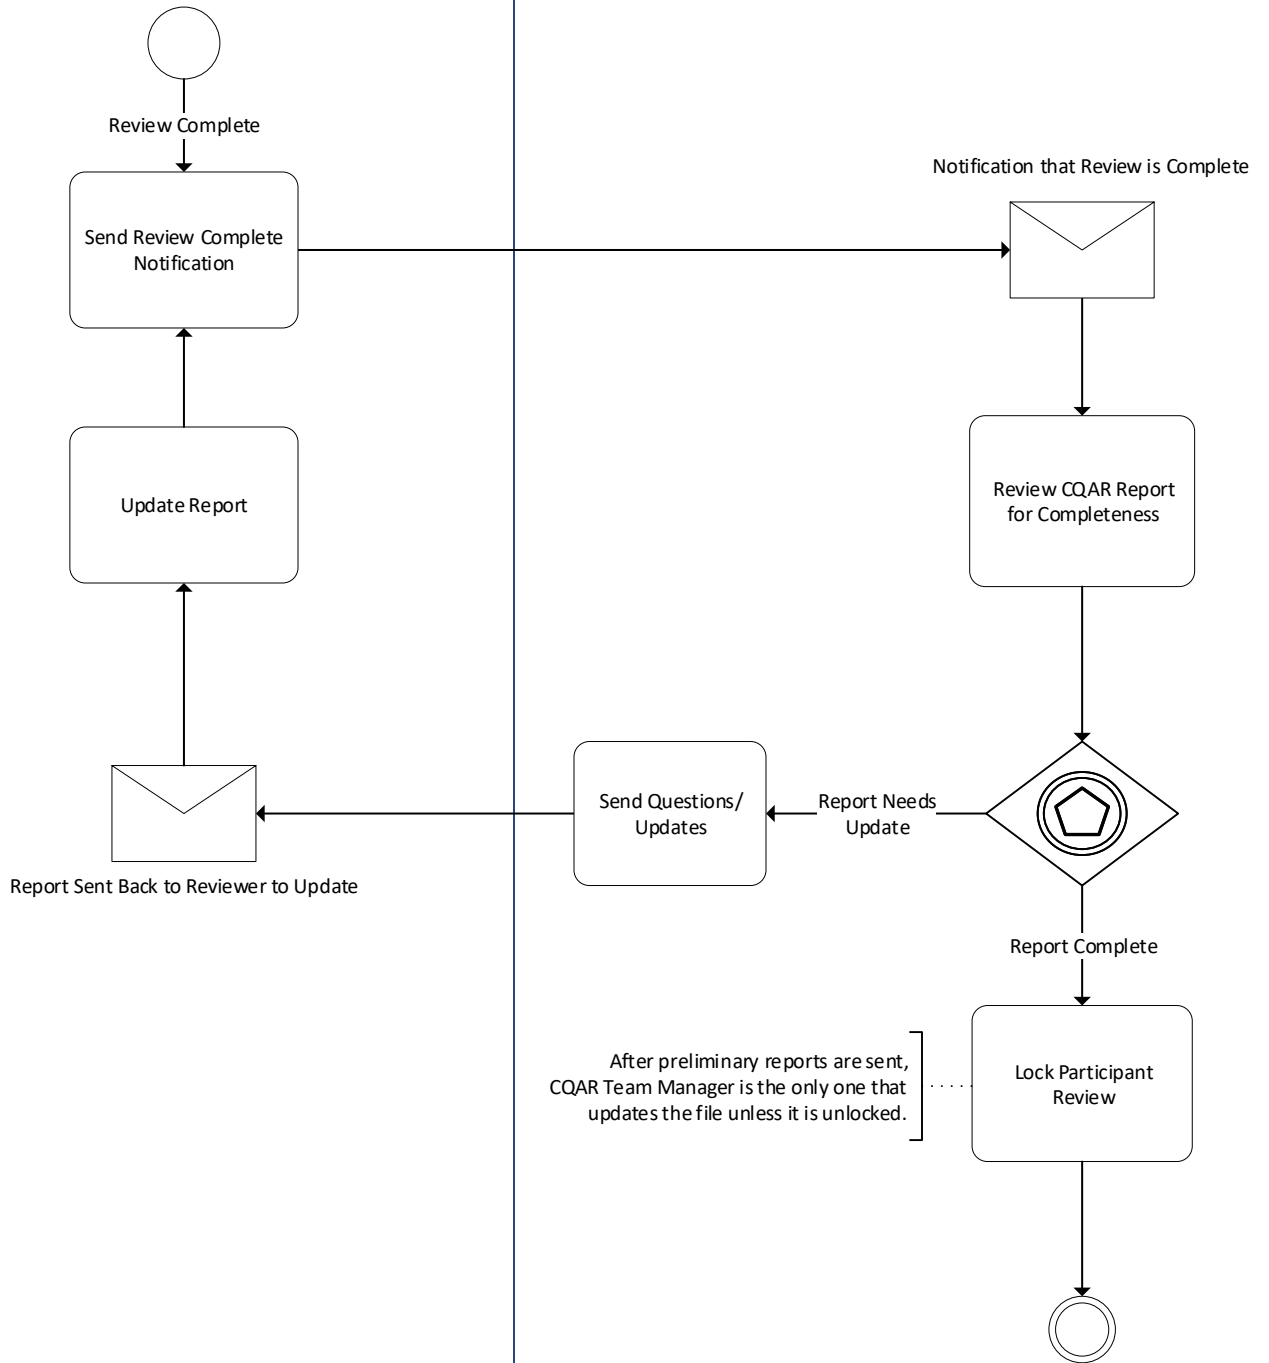 Review Complete
Notification that Review is Complete
Send Review Complete
Notification
Review CQAR Report
for Completeness
Update Report
Send Questions/
Updates
Report Needs
Update
Report Sent Back to Reviewer to Update
Report Complete
After preliminary reports are sent,
CQAR Team Manager is the only one that
updates the file unless it is unlocked.
Lock Participant
Review